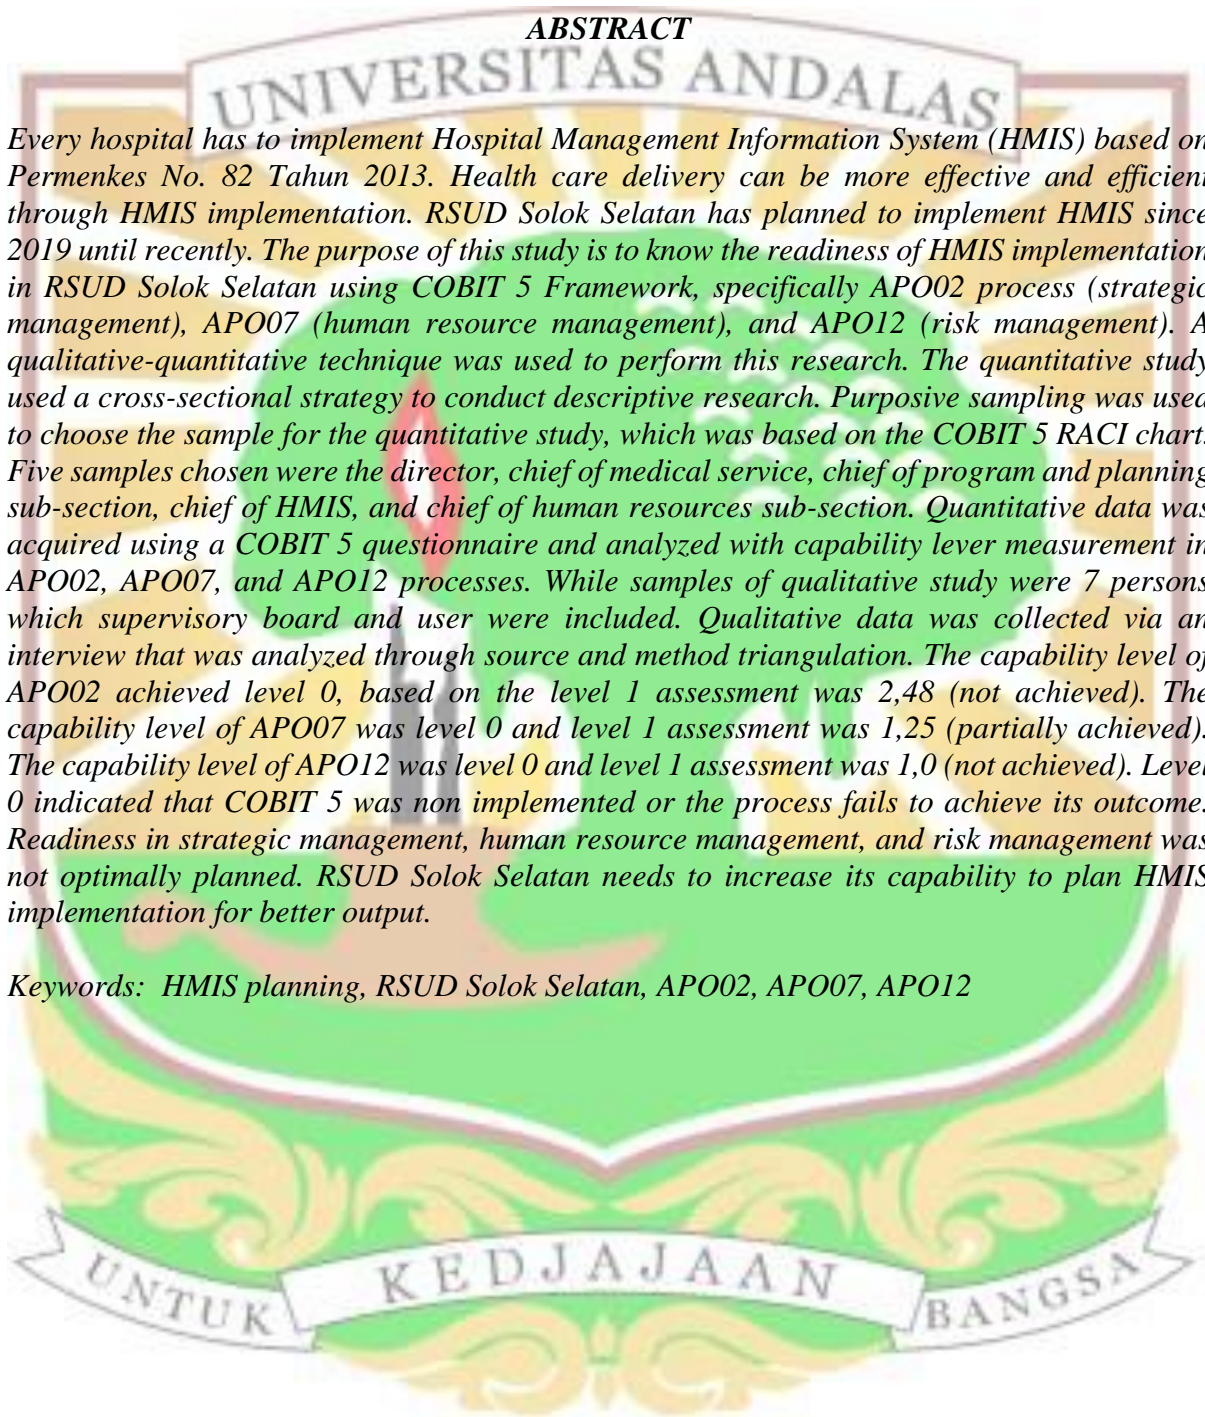 ABSTRACT
UNIVERSITAS ANDALAS
Every hospital has to implement Hospital Management Information System (HMIS) based on
Permenkes No. 82 Tahun 2013. Health care delivery can be more effective and efficient
through HMIS implementation. RSUD Solok Selatan has planned to implement HMIS since
2019 until recently. The purpose of this study is to know the readiness of HMIS implementation
in RSUD Solok Selatan using COBIT 5 Framework, specifically APO02 process (strategic
management), APO07 (human resource management), and APO12 (risk management). A
qualitative-quantitative technique was used to perform this research. The quantitative study
used a cross-sectional strategy to conduct descriptive research. Purposive sampling was used
to choose the sample for the quantitative study, which was based on the COBIT 5 RACI chart.
Five samples chosen were the director, chief of medical service, chief of program and planning
sub-section, chief of HMIS, and chief of human resources sub-section. Quantitative data was
acquired using a COBIT 5 questionnaire and analyzed with capability lever measurement in
APO02, APO07, and APO12 processes. While samples of qualitative study were 7 persons
which supervisory board and user were included. Qualitative data was collected via an
interview that was analyzed through source and method triangulation. The capability level of
APO02 achieved level 0, based on the level 1 assessment was 2,48 (not achieved). The
capability level of APO07 was level 0 and level 1 assessment was 1,25 (partially achieved).
The capability level of APO12 was level 0 and level 1 assessment was 1,0 (not achieved). Level
0 indicated that COBIT 5 was non implemented or the process fails to achieve its outcome.
Readiness in strategic management, human resource management, and risk management was
not optimally planned. RSUD Solok Selatan needs to increase its capability to plan HMIS
implementation for better output.
Keywords: HMIS planning, RSUD Solok Selatan, APO02, APO07, APO12
UNTUK KEDJAJAAN BANGSA